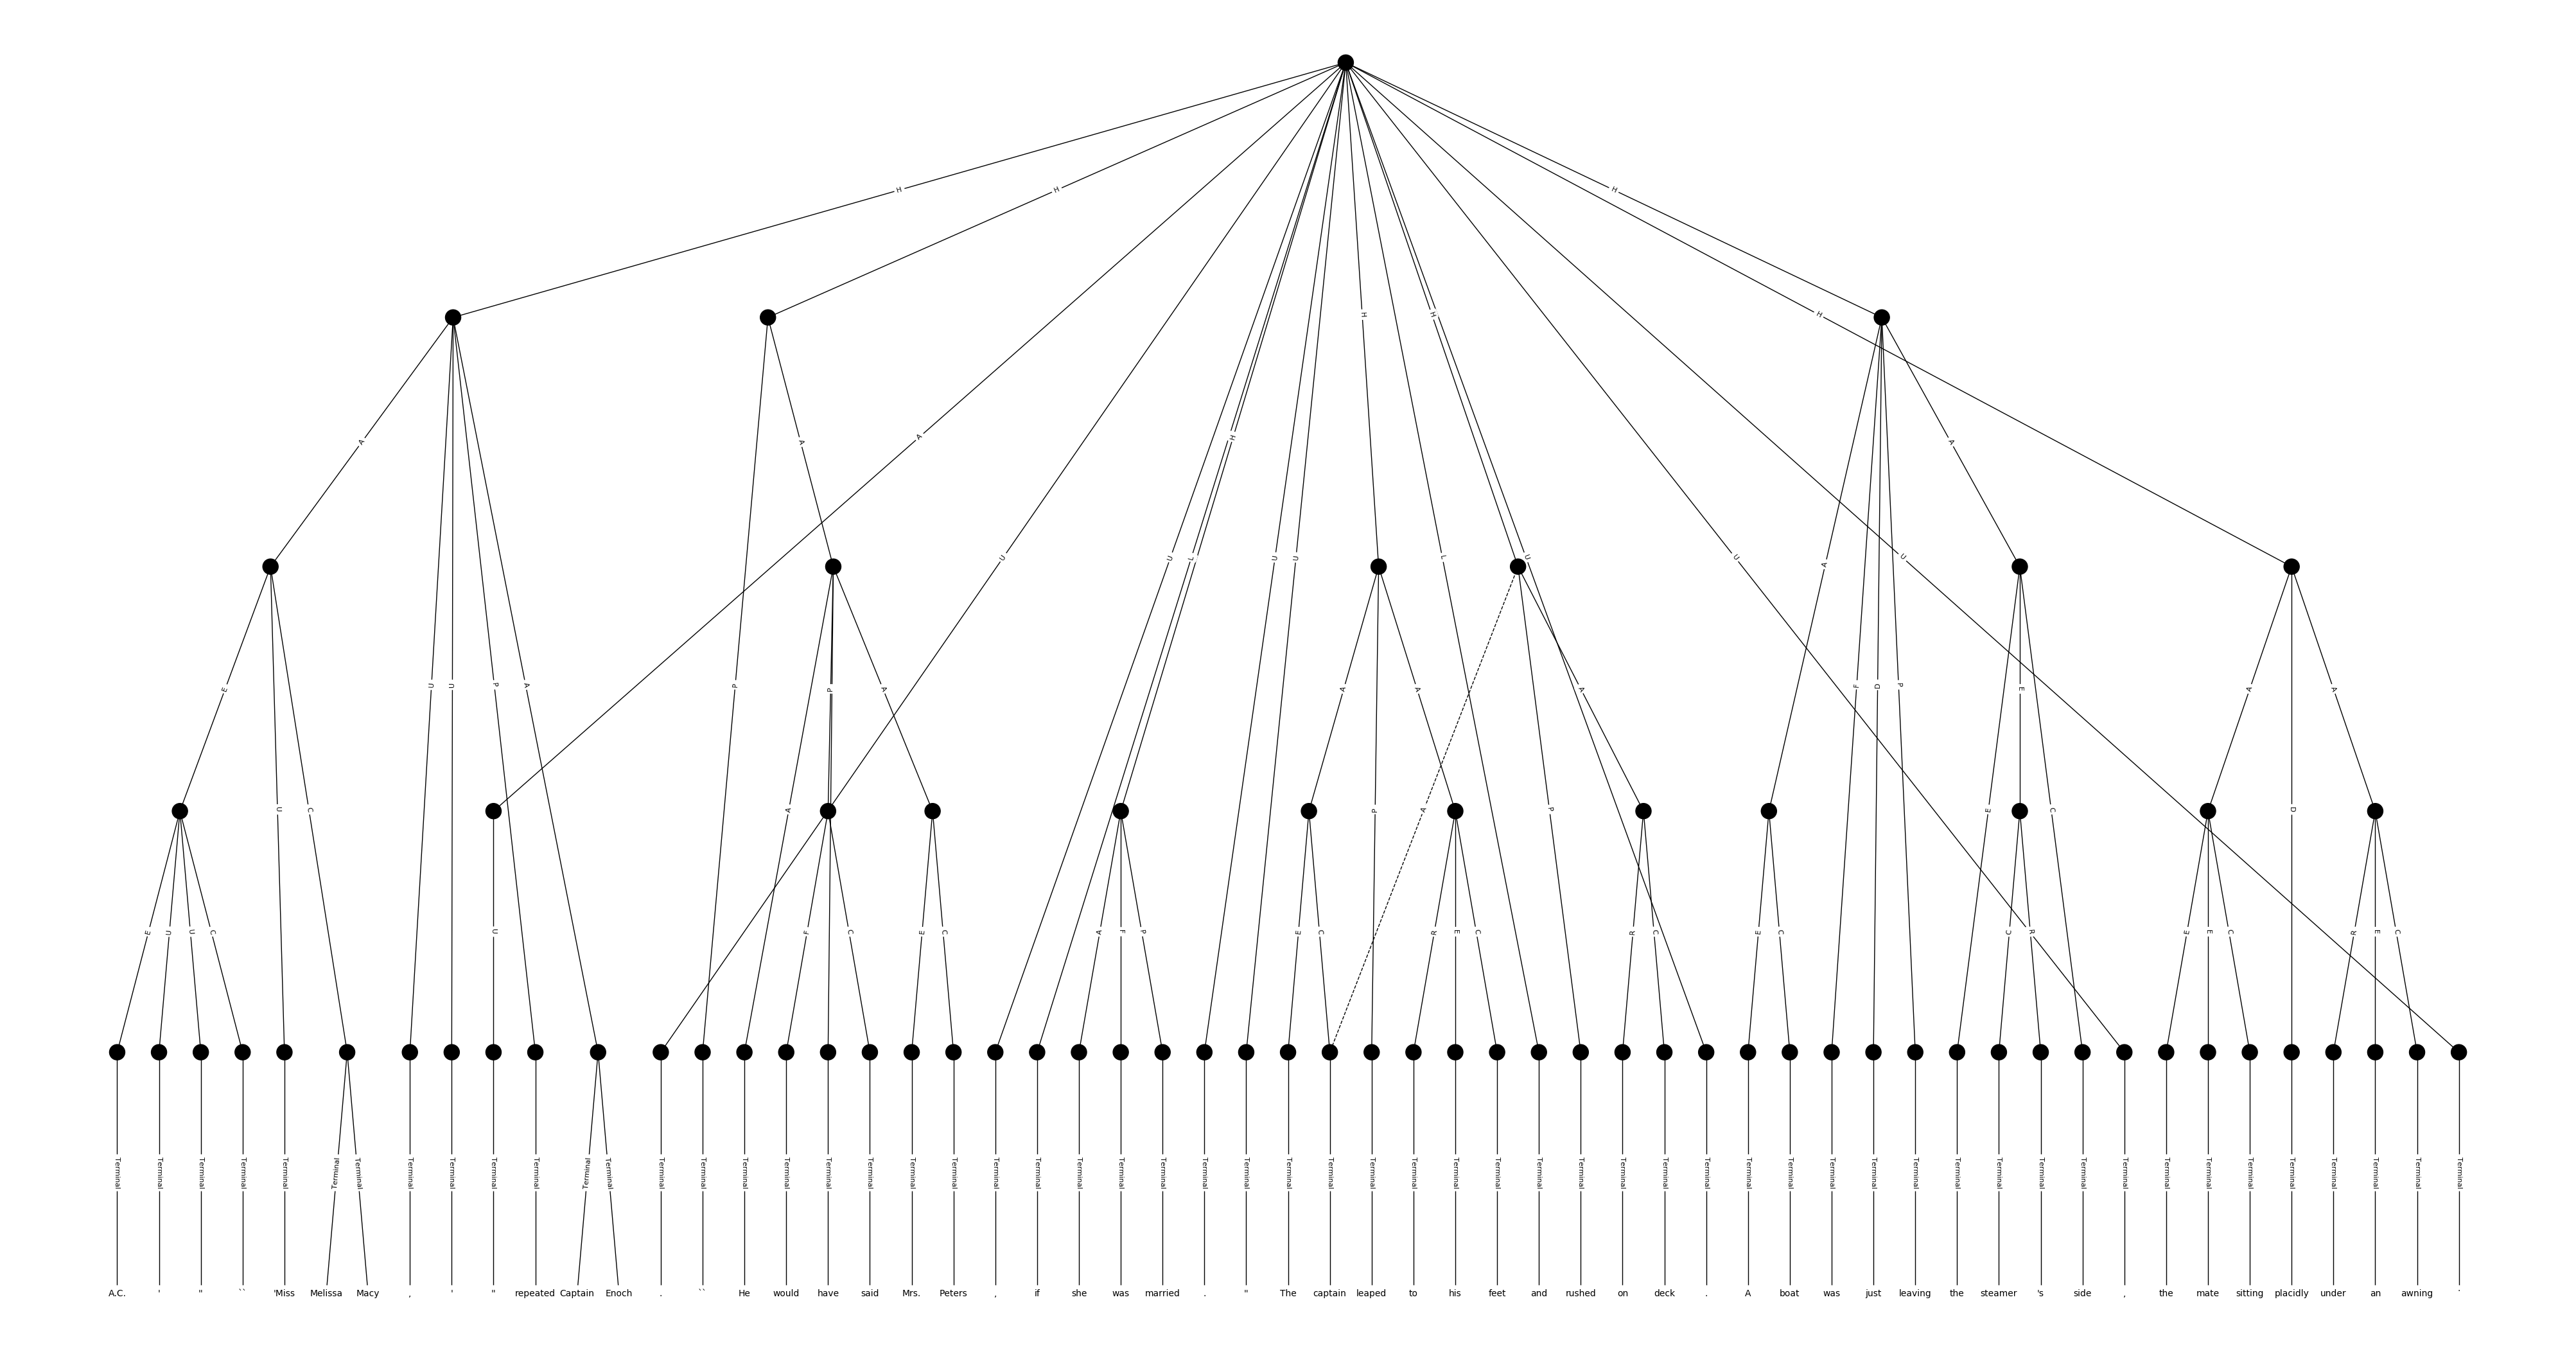 H H H H H H H
A A U L H U U L U U U A
E U U P A P A P A A P A A A F D P E E C A A
U C A P A P D
E U U C U F C E C A F P E C R E C R C E C C R E E C R E C
Terminal Terminal Terminal Terminal Terminal Terminal Terminal Terminal Terminal Terminal Terminal Terminal Terminal Terminal Terminal Terminal Terminal Terminal Terminal Terminal Terminal Terminal Terminal Terminal Terminal Terminal Terminal Terminal Terminal Terminal Terminal Terminal Terminal Terminal Terminal Terminal Terminal Terminal Terminal Terminal Terminal Terminal Terminal Terminal Terminal Terminal Terminal Terminal Terminal Terminal Terminal Terminal Terminal Terminal Terminal Terminal Terminal Terminal
A.C. ' " `` 'Miss Melissa Macy , ' " repeated Captain Enoch . `` He would have said Mrs. Peters , if she was married . " The captain leaped to his feet and rushed on deck . A boat was just leaving the steamer 's side , the mate sitting placidly under an awning .